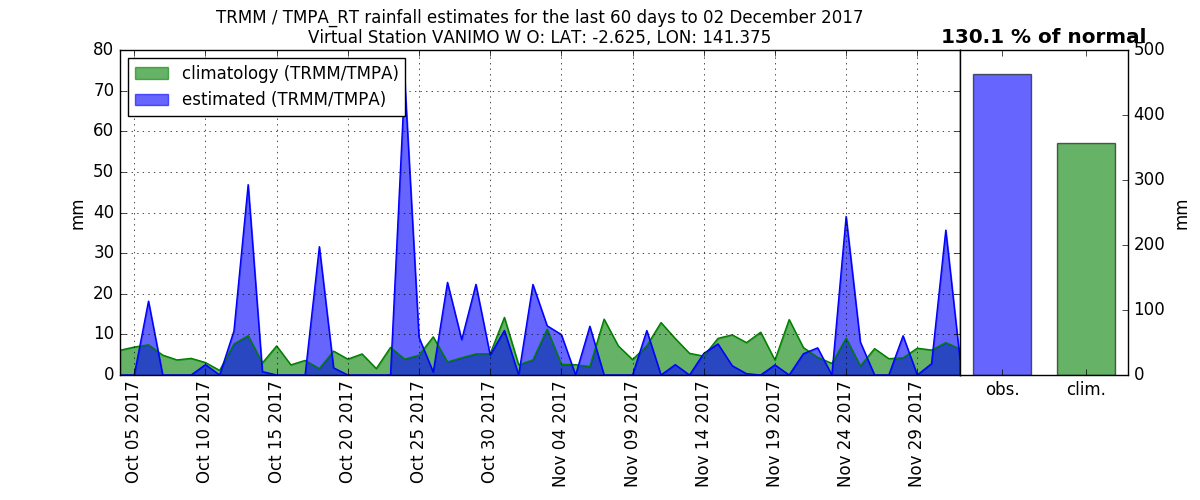 TRMM / TMPA_RT rainfall estimates for the last 60 days to 02 December 2017
Virtual Station VANIMO W O: LAT: -2.625, LON: 141.375
130.1 % of normal
climatology (TRMM/TMPA)
estimated (TRMM/TMPA)
mm
80
70
60
50
40
30
20
10
0
Oct 05 2017
Oct 10 2017
Oct 15 2017
Oct 20 2017
Oct 25 2017
Oct 30 2017
Nov 04 2017
Nov 09 2017
Nov 14 2017
Nov 19 2017
Nov 24 2017
Nov 29 2017
obs.
clim.
500
400
300
200
100
0
mm